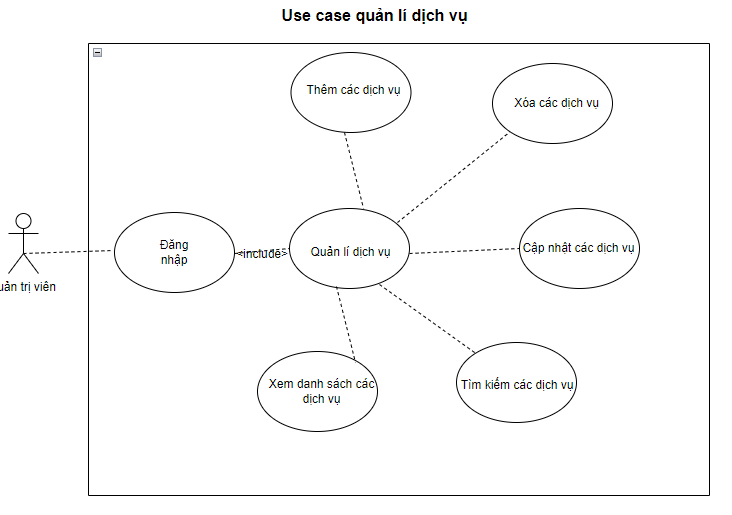 Use case quản lí dịch vụ
Thêm các dịch vụ
Xóa các dịch vụ
Đăng
nhập
<include>
Quản lí dịch vụ
Cập nhật các dịch vụ
uản trị viên
Xem danh sách các
dịch vụ
Tìm kiếm các dịch vụ